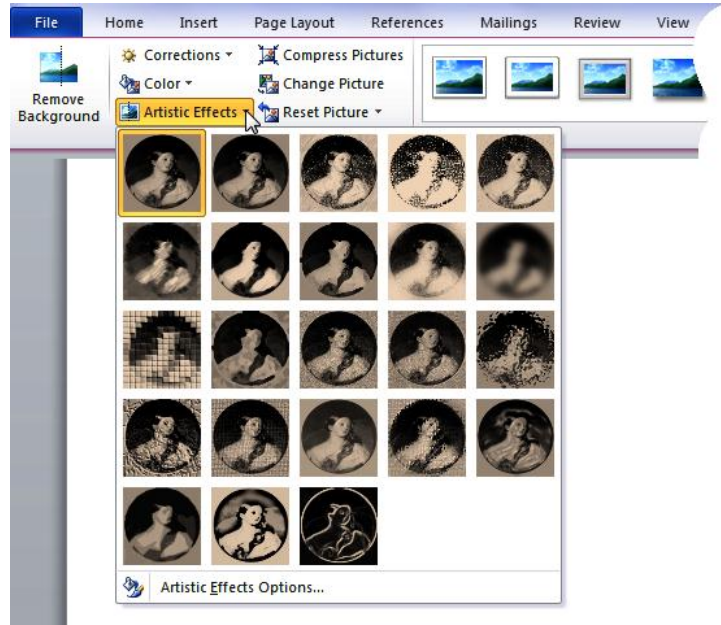 File Home Insert Page Layout References Mailings Review View
Corrections Compress Pictures
Color Change Picture
Remove Background
Artistic Effects Reset Picture
Artistic Effects Options...